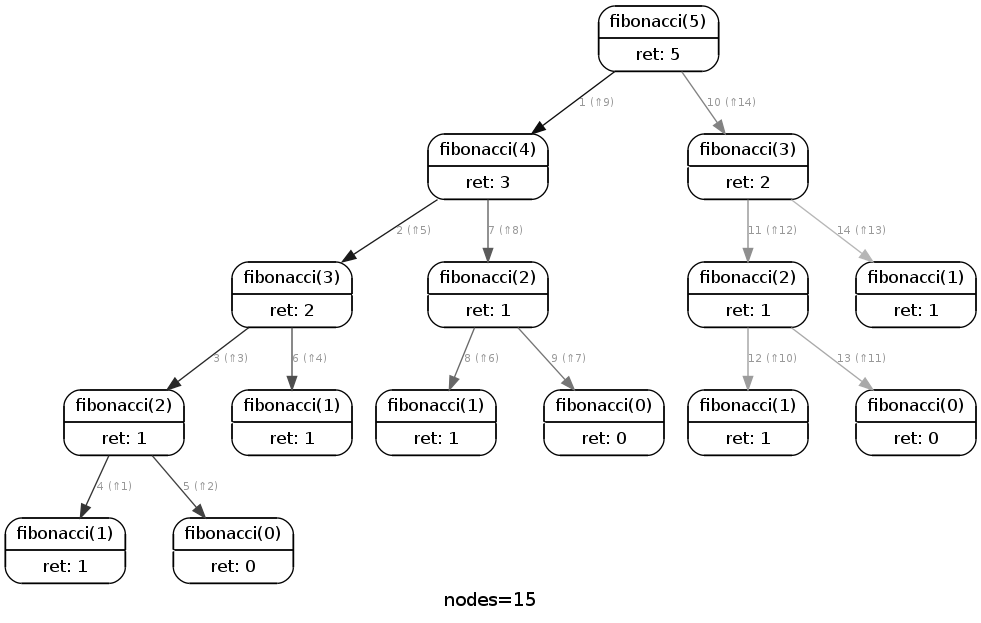 fibonacci(5)
ret: 5
1 (⇑9)
10 (⇑14)
fibonacci(4)
ret: 3
fibonacci(3)
ret: 2
2 (⇑5)
7 (⇑8)
11 (⇑12)
14 (⇑13)
fibonacci(3)
ret: 2
fibonacci(2)
ret: 1
fibonacci(2)
ret: 1
fibonacci(1)
ret: 1
3 (⇑3)
6 (⇑4)
8 (⇑6)
9 (⇑7)
12 (⇑10)
13 (⇑11)
fibonacci(2)
ret: 1
fibonacci(1)
ret: 1
fibonacci(1)
ret: 1
fibonacci(0)
ret: 0
fibonacci(1)
ret: 1
fibonacci(0)
ret: 0
4 (⇑1)
5 (⇑2)
fibonacci(1)
ret: 1
fibonacci(0)
ret: 0
nodes=15